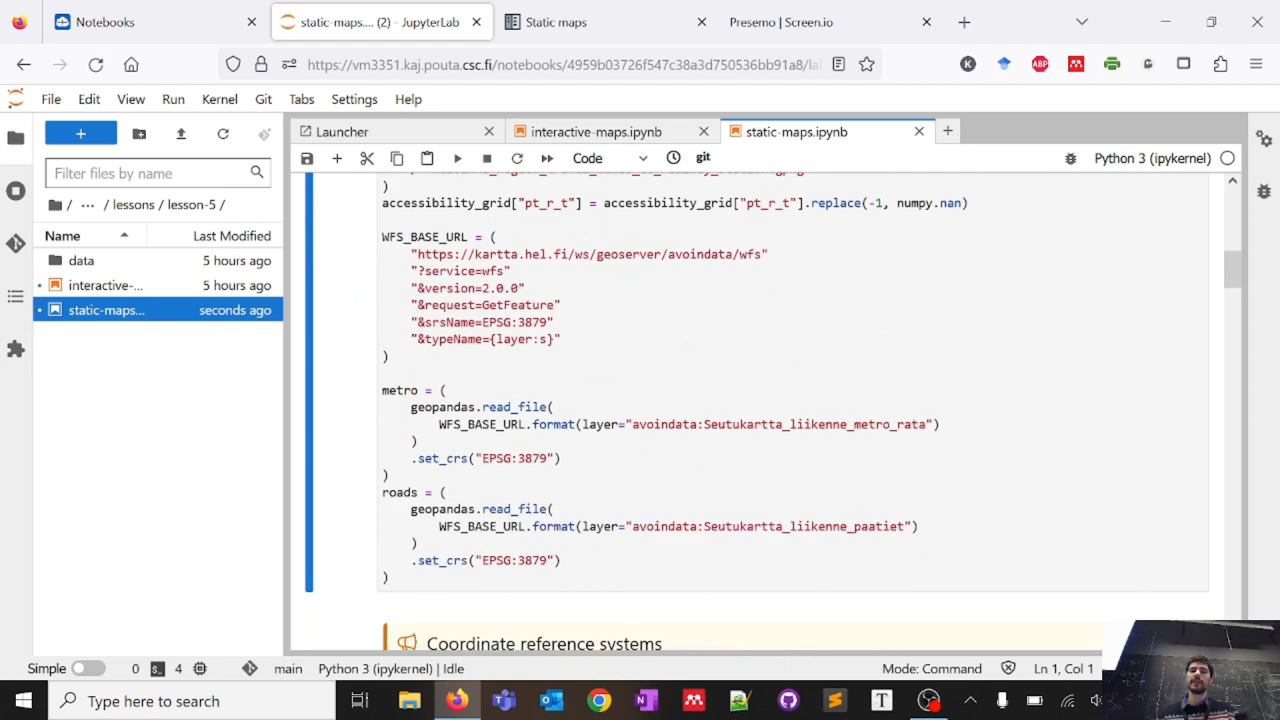 Notebooks
static-maps.... (2) - JupyterLab
Static maps
Presemo | Screen.io
https://vm3351.kaj.pouta.csc.fi/notebooks/4959b03726f547c38a3d750536bb91a8/la
File Edit View Run Kernel Git Tabs Settings Help
Launcher
interactive-maps.ipynb
static-maps.ipynb
Code
git
Python 3 (ipykernel)
Filter files by name
/ ... / lessons / lesson-5 /
Name Last Modified
data 5 hours ago
interactive-... 5 hours ago
static-maps... seconds ago
)
accessibility_grid["pt_r_t"] = accessibility_grid["pt_r_t"].replace(-1, numpy.nan)
WFS_BASE_URL = (
"https://kartta.hel.fi/ws/geoserver/avoindata/wfs"
"?service=wfs"
"&version=2.0.0"
"&request=GetFeature"
"&srsName=EPSG:3879"
"&typeName={layer:s}"
)
metro = (
geopandas.read_file(
WFS_BASE_URL.format(layer="avoindata:Seutukartta_liikenne_metro_rata")
)
.set_crs("EPSG:3879")
)
roads = (
geopandas.read_file(
WFS_BASE_URL.format(layer="avoindata:Seutukartta_liikenne_paatiet")
)
.set_crs("EPSG:3879")
)
Coordinate reference systems
Simple 0 4 main Python 3 (ipykernel) | Idle Mode: Command Ln 1, Col 1
Type here to search